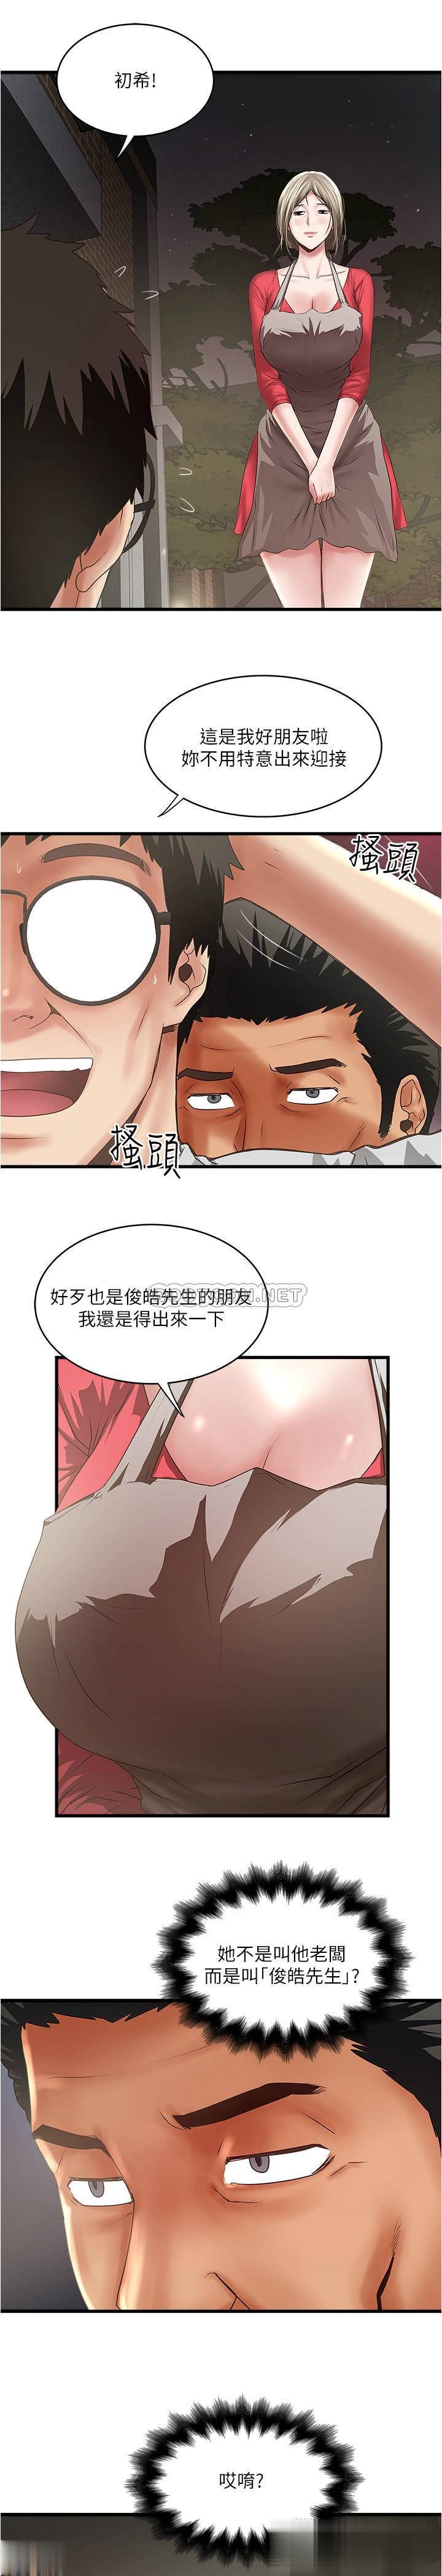 初希!
這是我好朋友啦
妳不用特意出來迎接
搔頭
搔頭
TOPTOON.NET
好歹也是俊皓先生的朋友
我還是得出來一下
她不是叫他老闆
而是叫「俊皓先生」?
哎唷?